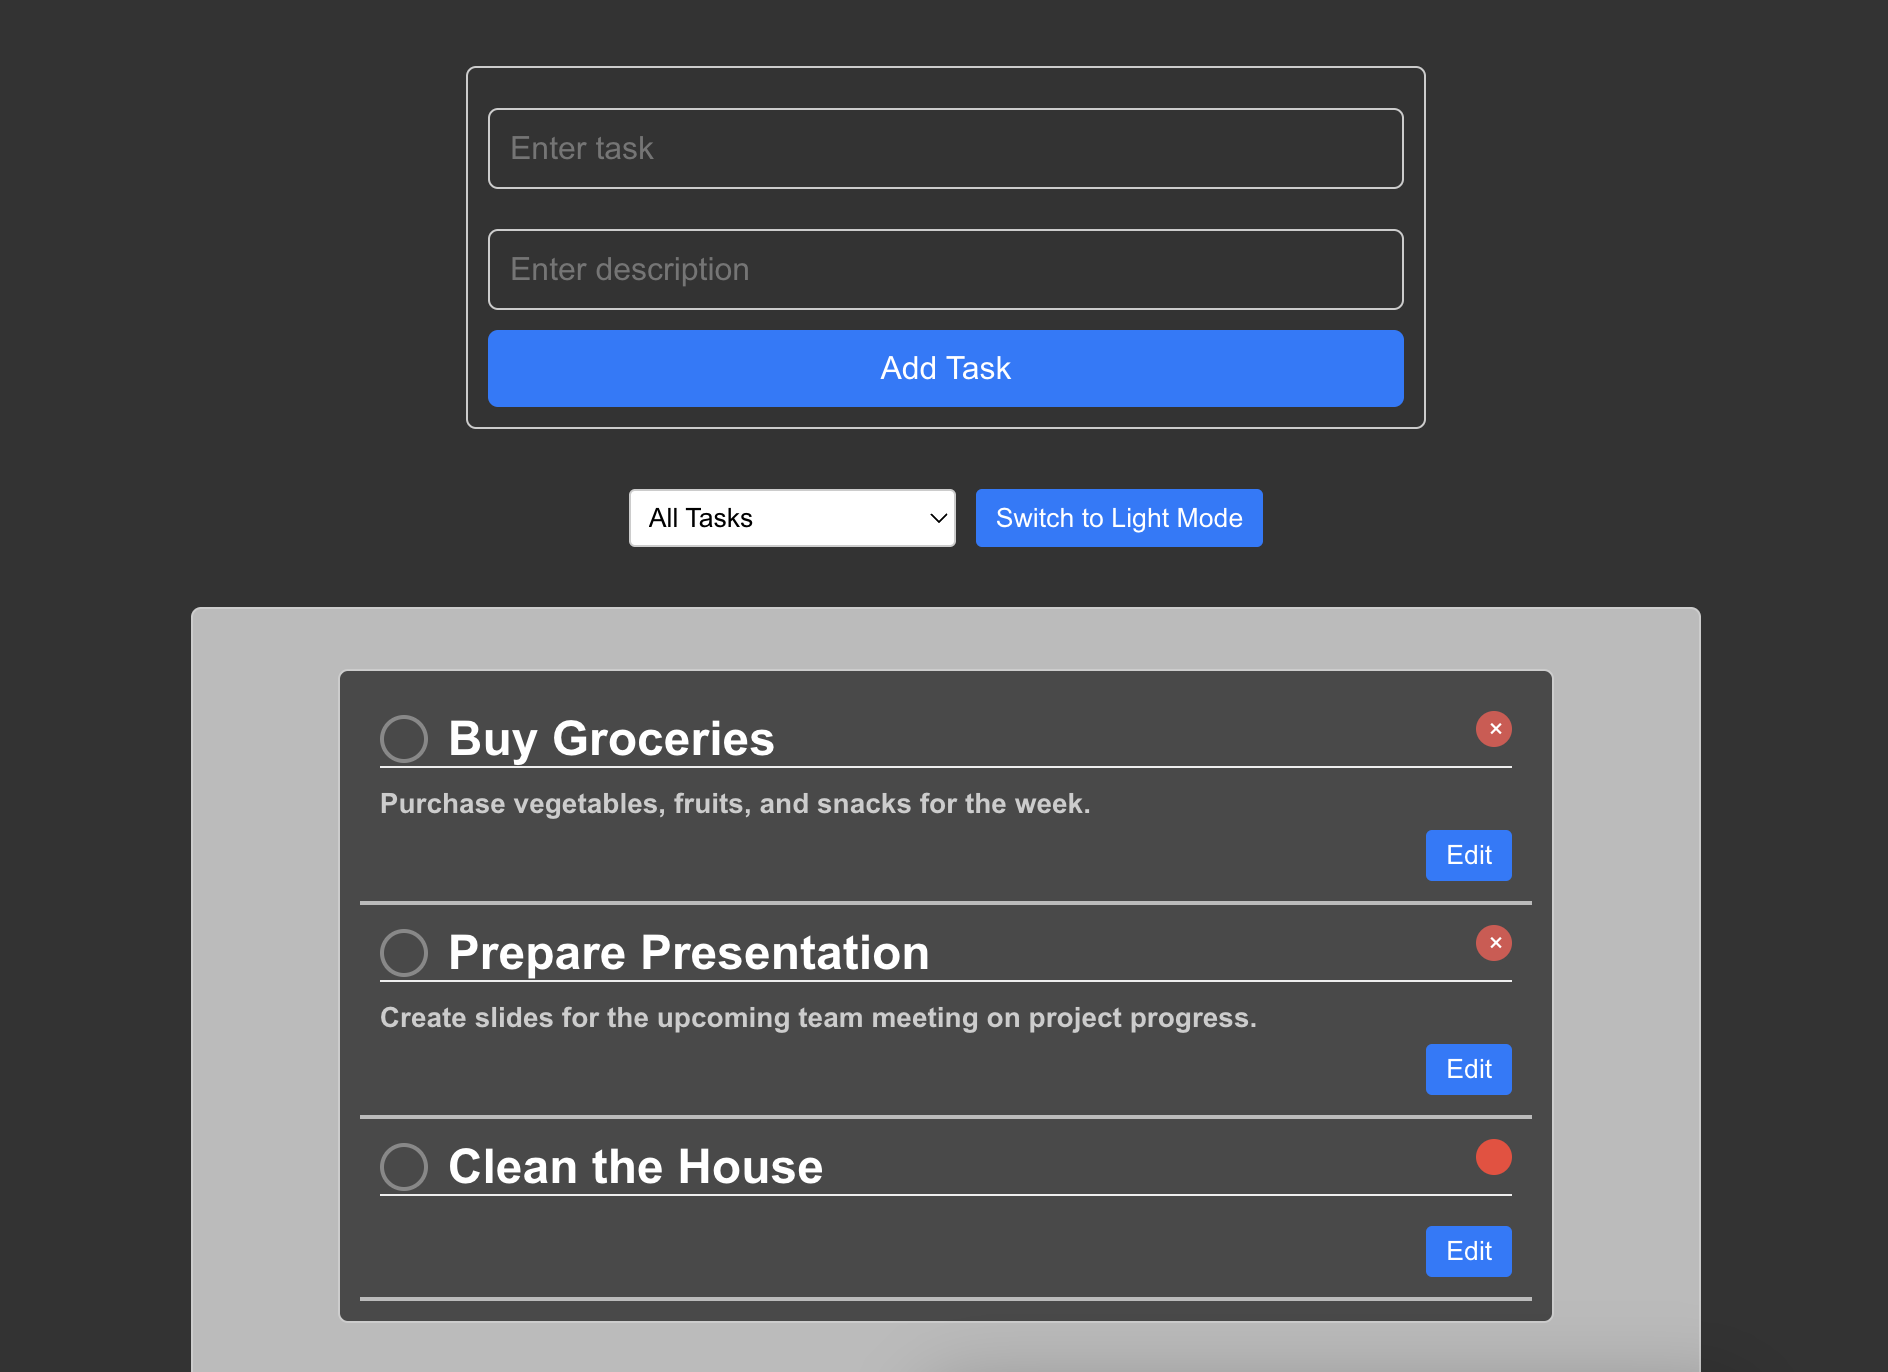 Enter task
Enter description
Add Task
All Tasks
Switch to Light Mode
Buy Groceries
Purchase vegetables, fruits, and snacks for the week.
Edit
Prepare Presentation
Create slides for the upcoming team meeting on project progress.
Edit
Clean the House
Edit